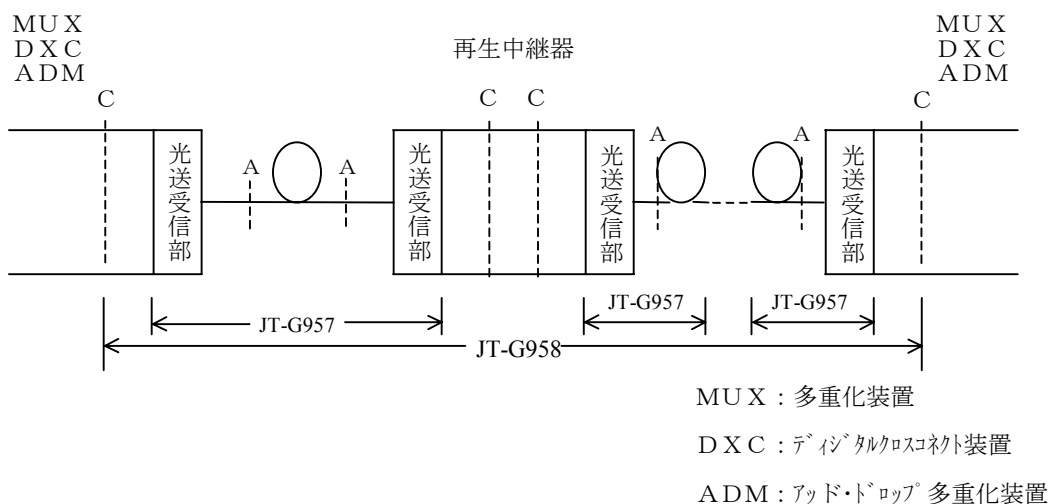 MUX
DXC
ADM
再生中継器
MUX
DXC
ADM
C
C
C
C
光送受信部
A
A
光送受信部
光送受信部
A
A
光送受信部
JT-G957
JT-G957
JT-G957
JT-G958
MUX:多重化装置
DXC:ディジタルクロスコネクト装置
ADM:アッド・ドロップ多重化装置